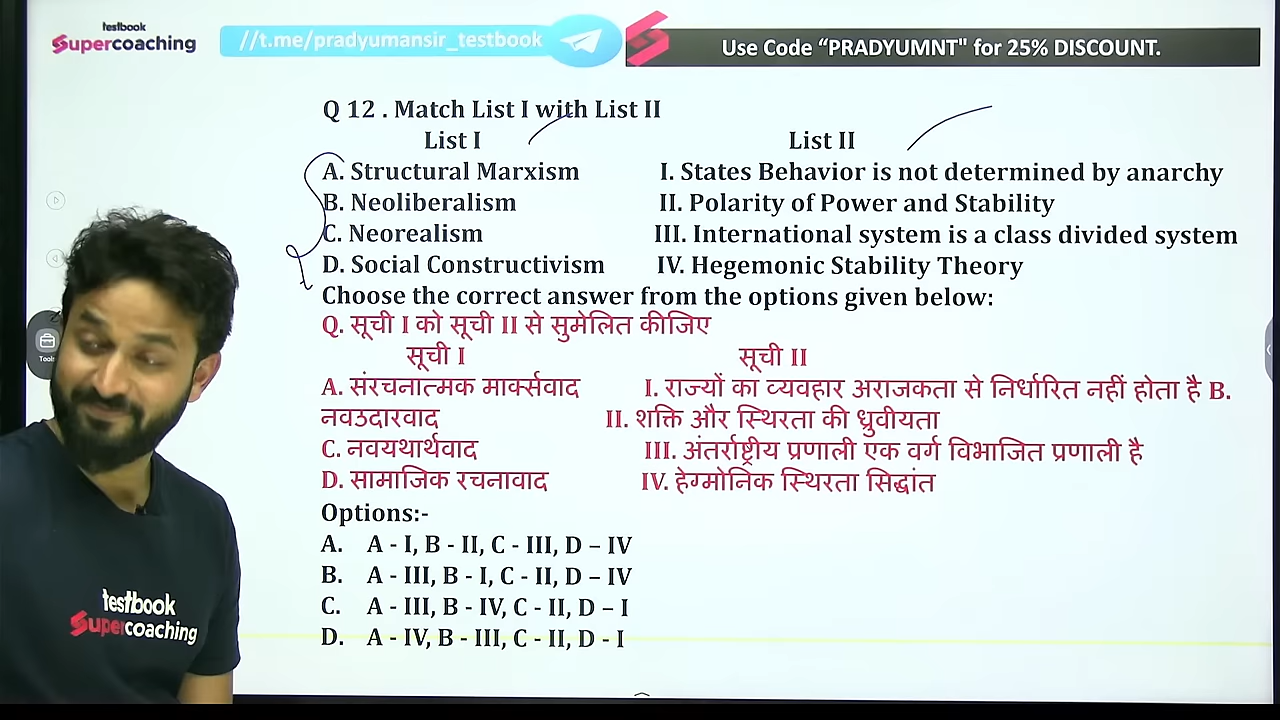 testbook
Supercoaching
//t.me/pradyumansir_testbook
Use Code “PRADYUMNT" for 25% DISCOUNT.
Q 12 . Match List I with List II
List I List II
A. Structural Marxism I. States Behavior is not determined by anarchy
B. Neoliberalism II. Polarity of Power and Stability
C. Neorealism III. International system is a class divided system
D. Social Constructivism IV. Hegemonic Stability Theory
Choose the correct answer from the options given below:
Q. सूची I को सूची II से सुमेलित कीजिए
सूची I सूची II
A. संरचनात्मक मार्क्सवाद I. राज्यों का व्यवहार अराजकता से निर्धारित नहीं होता है B.
नवउदारवाद II. शक्ति और स्थिरता की ध्रुवीयता
C. नवयथार्थवाद III. अंतर्राष्ट्रीय प्रणाली एक वर्ग विभाजित प्रणाली है
D. सामाजिक रचनावाद IV. हेग्मोनिक स्थिरता सिद्धांत
Options:-
A. A - I, B - II, C - III, D – IV
B. A - III, B - I, C - II, D – IV
C. A - III, B - IV, C - II, D – I
D. A - IV, B - III, C - II, D - I
Tools
testbook
Supercoaching